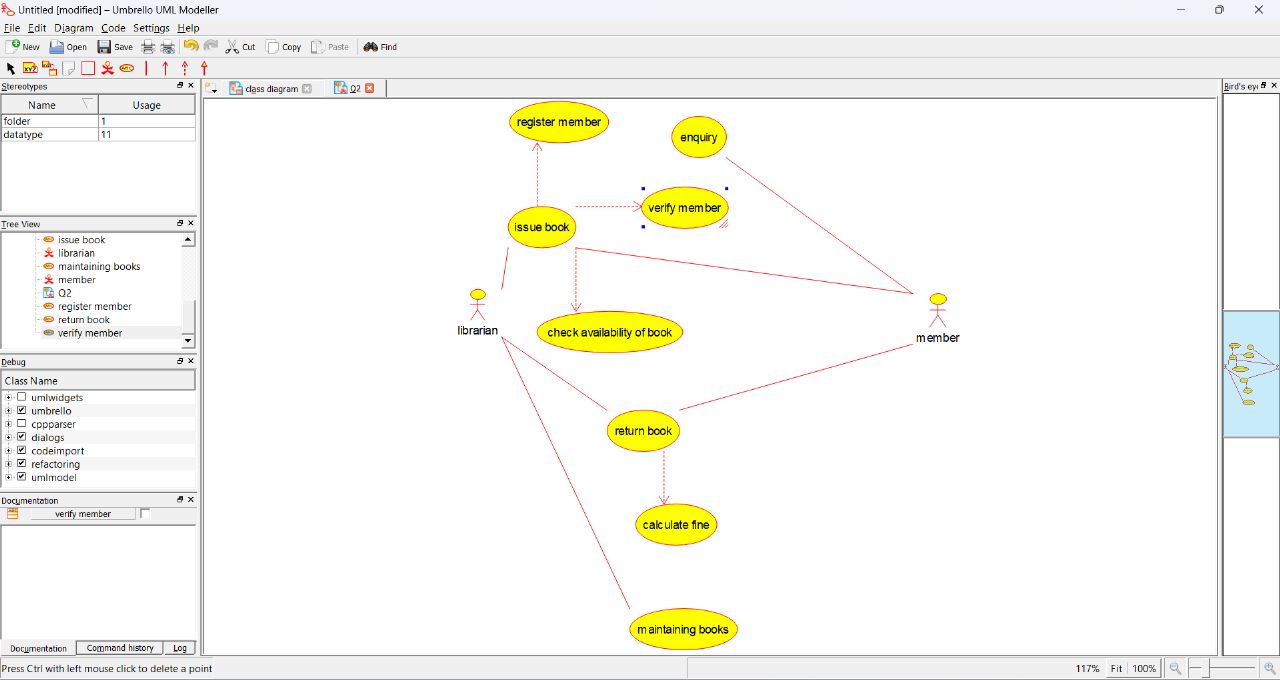 Untitled [modified] – Umbrello UML Modeller
File Edit Diagram Code Settings Help
New Open Save Cut Copy Paste Find
Stereotypes
class diagram Q2
Bird's ey
Name Usage
folder 1
datatype 11
Tree View
issue book
librarian
maintaining books
member
Q2
register member
return book
verify member
Debug
Class Name
umlwidgets
umbrello
cppparser
dialogs
codeimport
refactoring
umlmodel
Documentation
verify member
Documentation Command history Log
register member
enquiry
verify member
issue book
librarian
check availability of book
member
return book
calculate fine
maintaining books
Press Ctrl with left mouse click to delete a point
117% Fit 100%